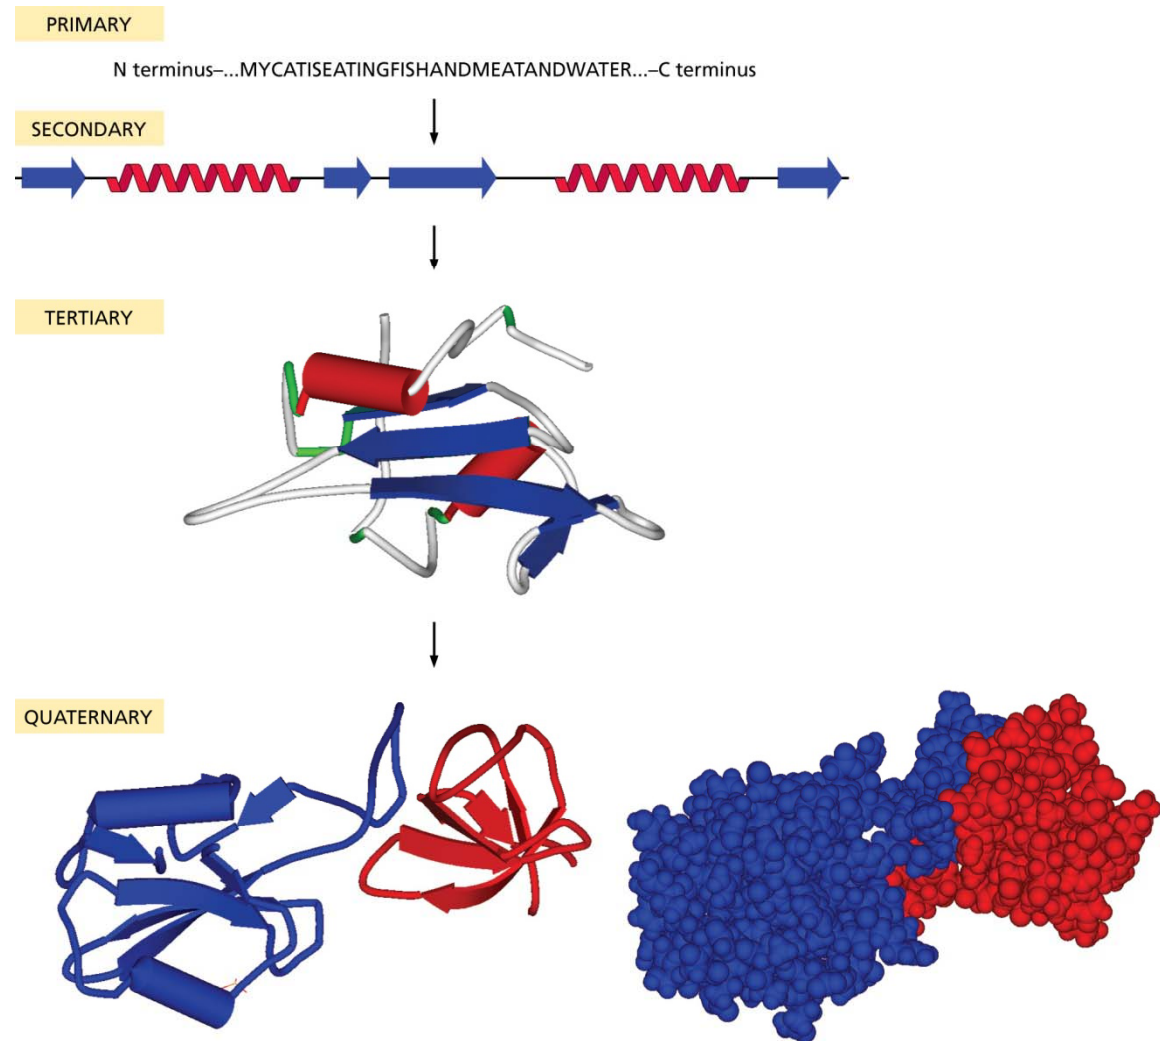 PRIMARY
N terminus–...MYCATISEATINGFISHANDMEATANDWATER...–C terminus
SECONDARY
TERTIARY
QUATERNARY